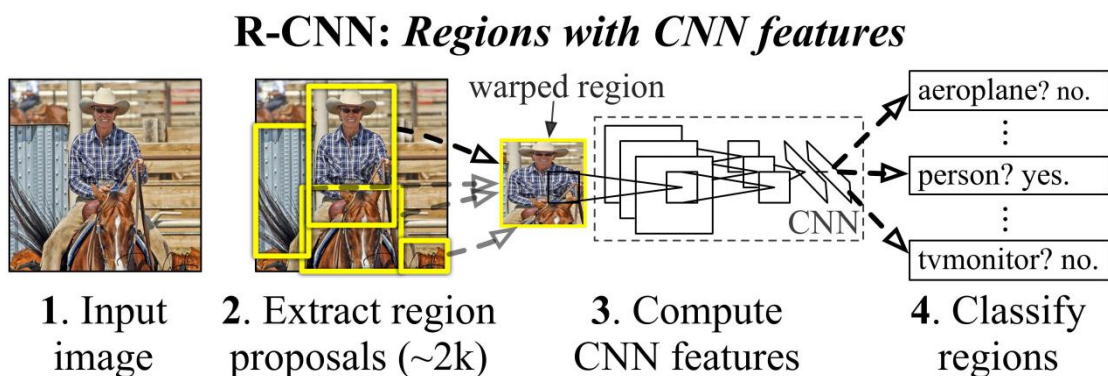 R-CNN: Regions with CNN features
warped region
aeroplane? no.
person? yes.
tvmonitor? no.
CNN
1. Input
image
2. Extract region
proposals (~2k)
3. Compute
CNN features
4. Classify
regions